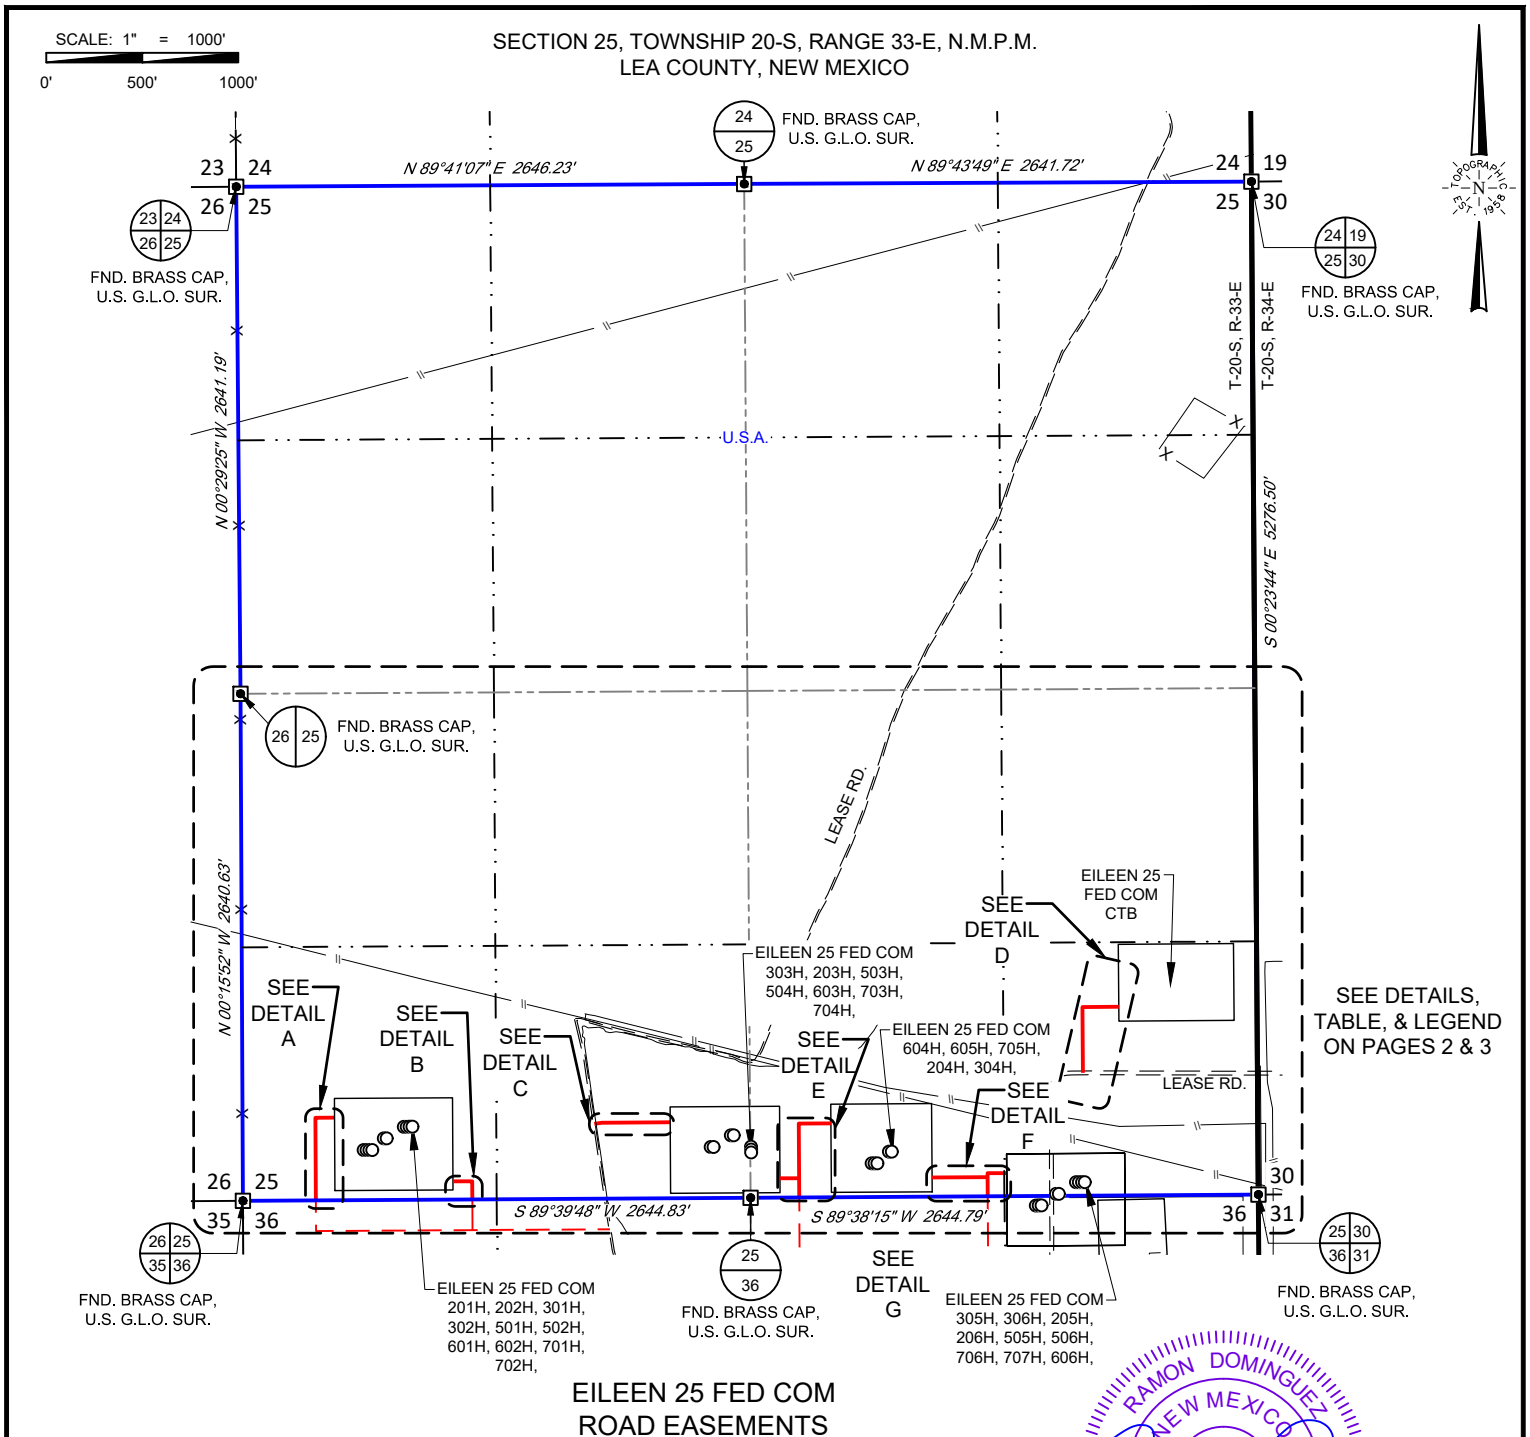 SCALE: 1" = 1000'
0' 500' 1000'
SECTION 25, TOWNSHIP 20-S, RANGE 33-E, N.M.P.M.
LEA COUNTY, NEW MEXICO
24
25
FND. BRASS CAP,
U.S. G.L.O. SUR.
TOPOGRAPHIC
N
EST. 1958
23 24
26 25
N 89°41'07" E 2646.23'
N 89°43'49" E 2641.72'
24 19
25 30
23 24
26 25
FND. BRASS CAP,
U.S. G.L.O. SUR.
24 19
25 30
FND. BRASS CAP,
U.S. G.L.O. SUR.
T-20-S, R-33-E
T-20-S, R-34-E
N 00°29'25" W 2641.19'
U.S.A.
S 00°23'44" E 5276.50'
26 25
FND. BRASS CAP,
U.S. G.L.O. SUR.
LEASE RD.
N 00°15'52" W 2640.63'
EILEEN 25
FED COM
CTB
SEE
DETAIL
D
EILEEN 25 FED COM
303H, 203H, 503H,
504H, 603H, 703H,
704H,
SEE
DETAIL
A
SEE
DETAIL
B
SEE
DETAIL
C
SEE
DETAIL
E
EILEEN 25 FED COM
604H, 605H, 705H,
204H, 304H,
SEE
DETAIL
F
LEASE RD.
SEE DETAILS,
TABLE, & LEGEND
ON PAGES 2 & 3
26 25
35 36
S 89°39'48" W 2644.83'
S 89°38'15" W 2644.79'
30
36 31
26 25
35 36
FND. BRASS CAP,
U.S. G.L.O. SUR.
EILEEN 25 FED COM
201H, 202H, 301H,
302H, 501H, 502H,
601H, 602H, 701H,
702H,
25
36
FND. BRASS CAP,
U.S. G.L.O. SUR.
SEE
DETAIL
G
EILEEN 25 FED COM
305H, 306H, 205H,
206H, 505H, 506H,
706H, 707H, 606H,
25 30
36 31
FND. BRASS CAP,
U.S. G.L.O. SUR.
EILEEN 25 FED COM
ROAD EASEMENTS
RAMON DOMINGUEZ
NEW MEXICO